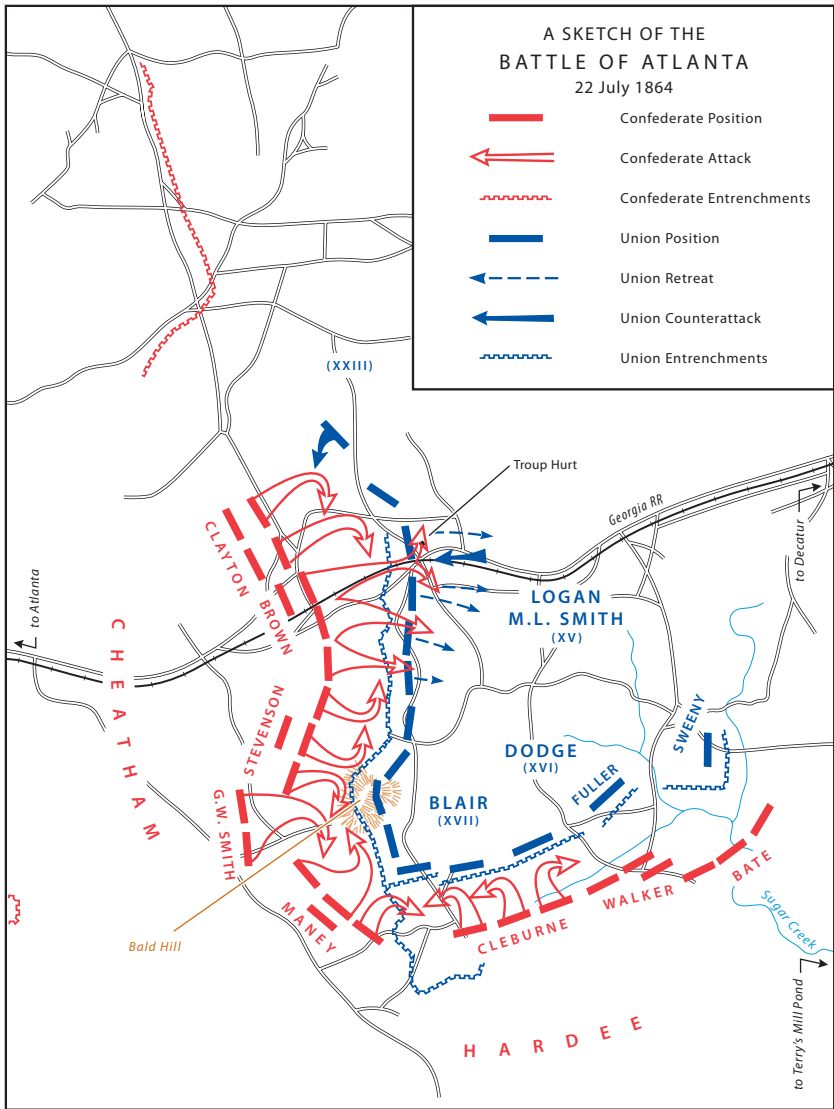 A SKETCH OF THE
BATTLE OF ATLANTA
22 July 1864
Confederate Position
Confederate Attack
Confederate Entrenchments
Union Position
Union Retreat
Union Counterattack
Union Entrenchments
(XXIII)
Troup Hurt
Georgia RR
to Decatur
CLAYTON
BROWN
LOGAN
M.L. SMITH
(XV)
to Atlanta
CHEATHAM
STEVENSON
SWEENY
DODGE
(XVI)
FULLER
BLAIR
(XVII)
G.W. SMITH
BATE
WALKER
MANEY
CLEBURNE
Bald Hill
Sugar Creek
HARDEE
to Terry's Mill Pond